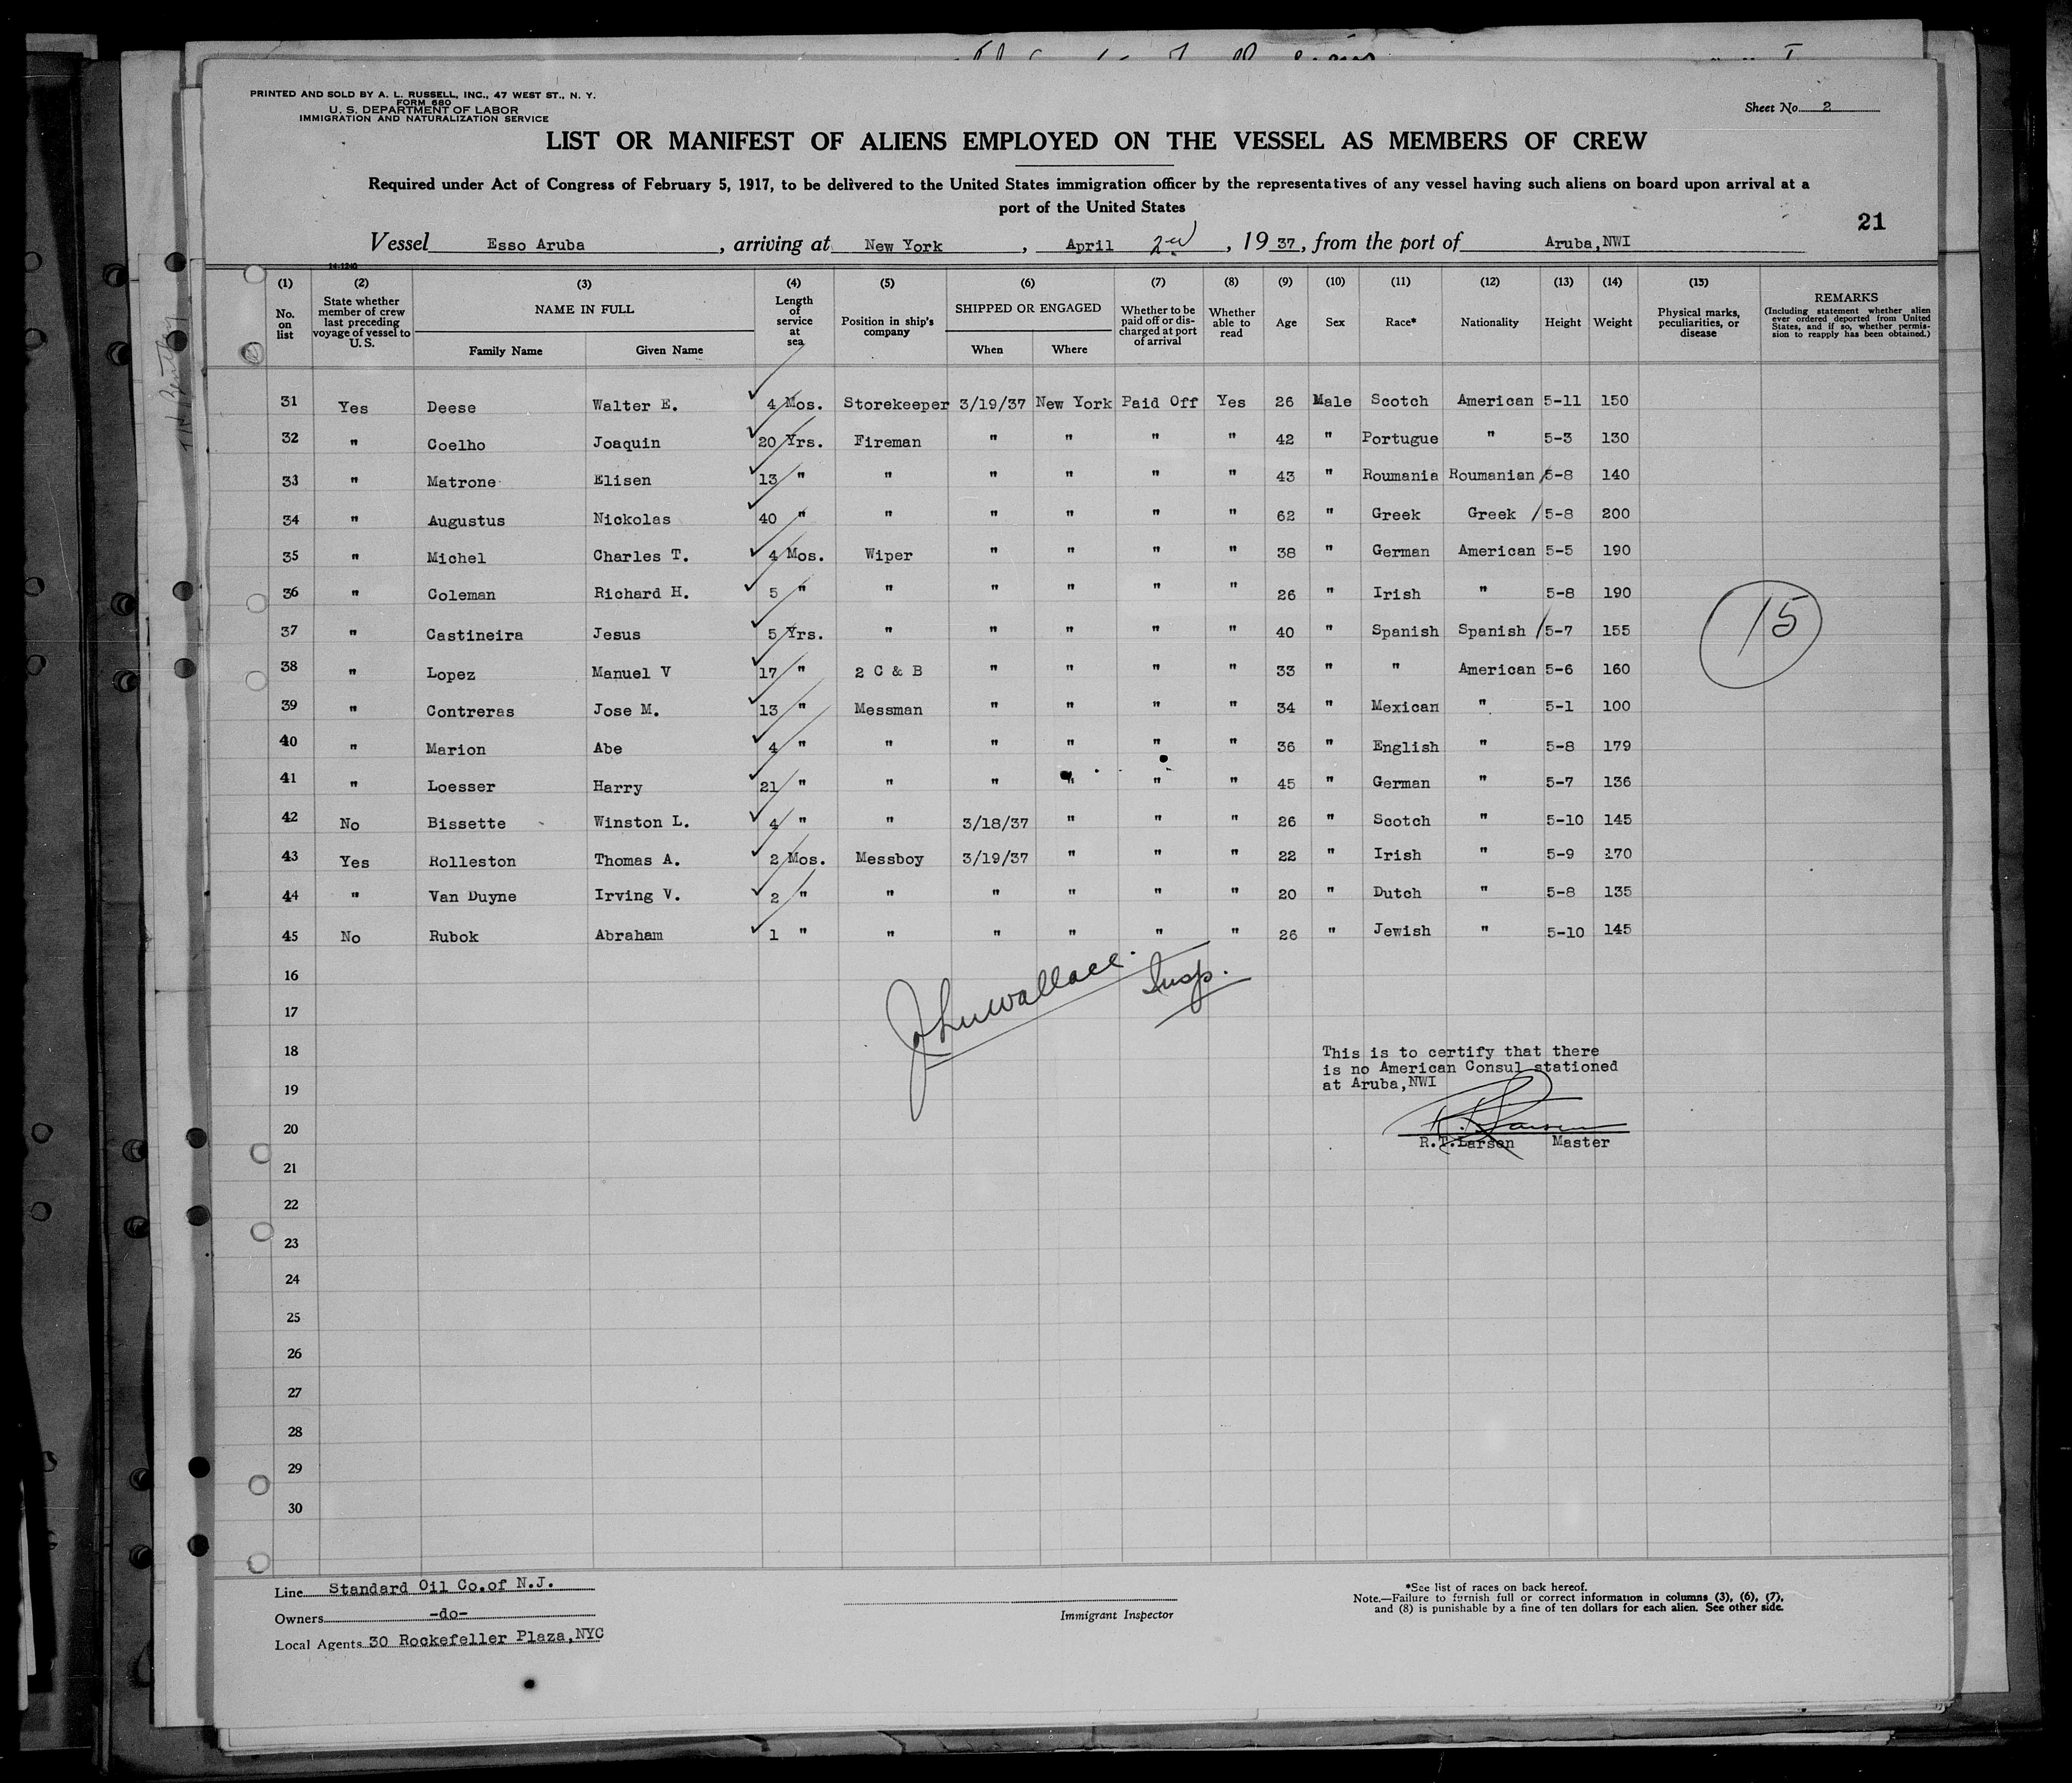 PRINTED AND SOLD BY A. L. RUSSELL, INC., 47 WEST ST., N. Y.
FORM 680
U. S. DEPARTMENT OF LABOR
IMMIGRATION AND NATURALIZATION SERVICE
Sheet No. 2
LIST OR MANIFEST OF ALIENS EMPLOYED ON THE VESSEL AS MEMBERS OF CREW
Required under Act of Congress of February 5, 1917, to be delivered to the United States immigration officer by the representatives of any vessel having such aliens on board upon arrival at a
port of the United States
21
Vessel Esso Aruba, arriving at New York, April 2nd, 1937, from the port of Aruba,NWI
14-1240
(1) No. on list
(2) State whether member of crew last preceding voyage of vessel to U.S.
(3) NAME IN FULL Family Name Given Name
(4) Length of service at sea
(5) Position in ship's company
(6) SHIPPED OR ENGAGED When Where
(7) Whether to be paid off or discharged at port of arrival
(8) Whether able to read
(9) Age
(10) Sex
(11) Race*
(12) Nationality
(13) Height
(14) Weight
(15) Physical marks, peculiarities, or disease
REMARKS (Including statement whether alien ever ordered deported from United States, and if so, whether permission to reapply has been obtained.)
31 Yes Deese Walter E. 4 Mos. Storekeeper 3/19/37 New York Paid Off Yes 26 Male Scotch American 5-11 150
32 " Coelho Joaquin 20 Yrs. Fireman " " " " 42 " Portugue " 5-3 130
33 " Matrone Elisen 13 " " " " " " 43 " Roumania Roumanian 5-8 140
34 " Augustus Nickolas 40 " " " " " " 62 " Greek Greek 5-8 200
35 " Michel Charles T. 4 Mos. Wiper " " " " 38 " German American 5-5 190
36 " Coleman Richard H. 5 " " " " " " 26 " Irish " 5-8 190
37 " Castineira Jesus 5 Yrs. " " " " " 40 " Spanish Spanish 5-7 155
38 " Lopez Manuel V 17 " 2 C & B " " " " 33 " " American 5-6 160
39 " Contreras Jose M. 13 " Messman " " " " 34 " Mexican " 5-1 100
40 " Marion Abe 4 " " " " " " 36 " English " 5-8 179
41 " Loesser Harry 21 " " " " " " 45 " German " 5-7 136
42 No Bissette Winston L. 4 " " 3/18/37 " " " 26 " Scotch " 5-10 145
43 Yes Rolleston Thomas A. 2 Mos. Messboy 3/19/37 " " " 22 " Irish " 5-9 170
44 " Van Duyne Irving V. 2 " " " " " " 20 " Dutch " 5-8 135
45 No Rubok Abraham 1 " " " " " " 26 " Jewish " 5-10 145
15
16
17
18
19
20
21
22
23
24
25
26
27
28
29
30
John Wallace. Insp.
This is to certify that there
is no American Consul stationed
at Aruba,NWI
R.T.Larsen Master
Line Standard Oil Co.of N.J.
Owners -do-
Local Agents 30 Rockefeller Plaza,NYC
Immigrant Inspector
*See list of races on back hereof.
Note.—Failure to furnish full or correct information in columns (3), (6), (7),
and (8) is punishable by a fine of ten dollars for each alien. See other side.